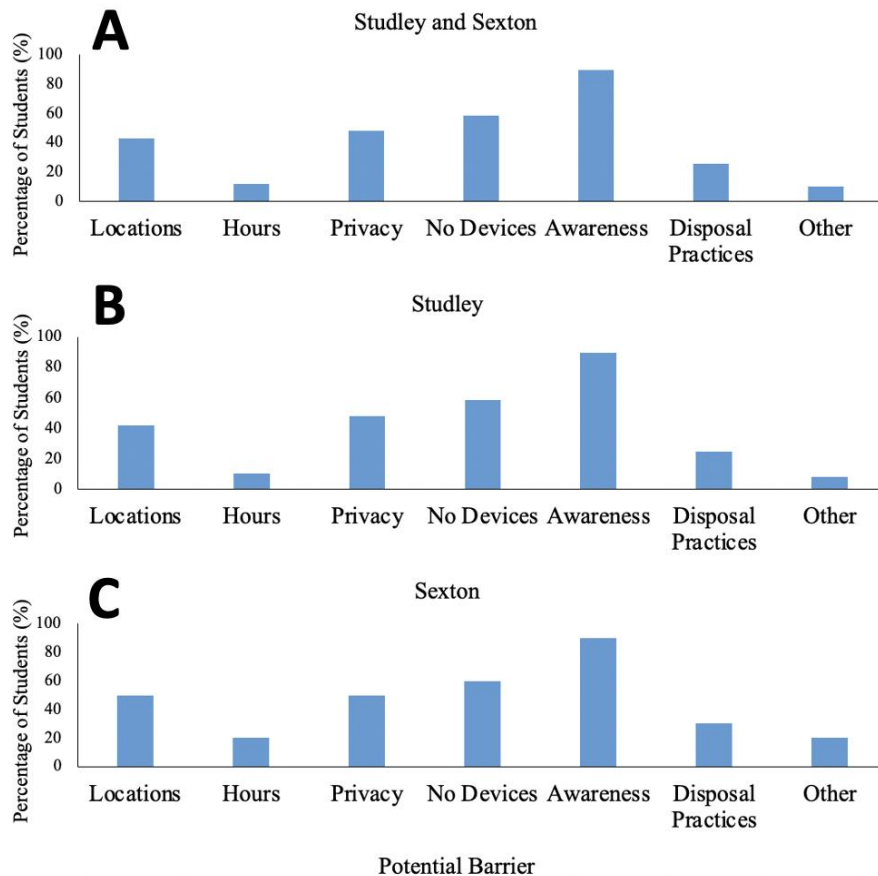 A
Studley and Sexton
Percentage of Students (%)
100
80
60
40
20
0
Locations Hours Privacy No Devices Awareness Disposal Practices Other
B
Studley
Percentage of Students (%)
100
80
60
40
20
0
Locations Hours Privacy No Devices Awareness Disposal Practices Other
C
Sexton
Percentage of Students (%)
100
80
60
40
20
0
Locations Hours Privacy No Devices Awareness Disposal Practices Other
Potential Barrier